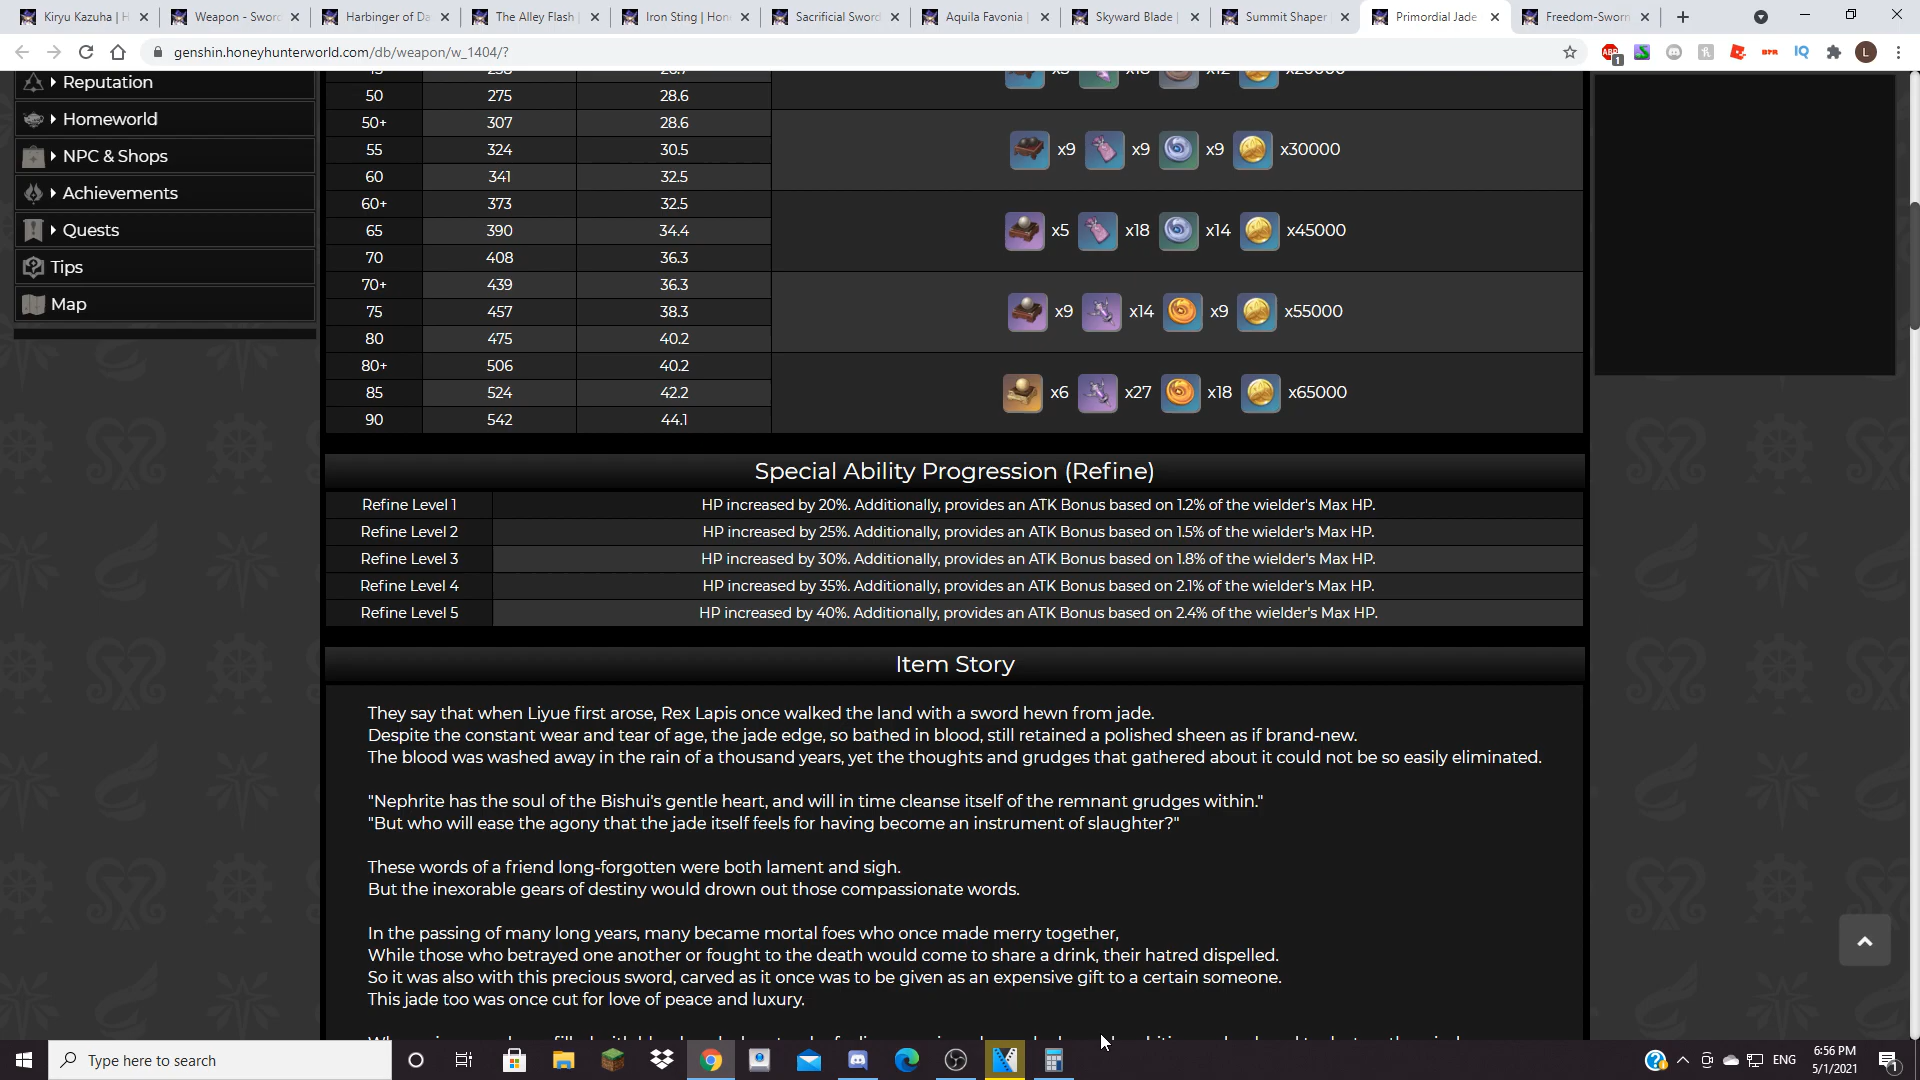 Kiryu Kazuha | H
Weapon - Sword
Harbinger of Da
The Alley Flash
Iron Sting | Hon
Sacrificial Sword
Aquila Favonia |
Skyward Blade |
Summit Shaper
Primordial Jade
Freedom-Sworn
genshin.honeyhunterworld.com/db/weapon/w_1404/?
Reputation
Homeworld
NPC & Shops
Achievements
Quests
Tips
Map
50 275 28.6
50+ 307 28.6
55 324 30.5 x9 x9 x9 x30000
60 341 32.5
60+ 373 32.5
65 390 34.4 x5 x18 x14 x45000
70 408 36.3
70+ 439 36.3
75 457 38.3 x9 x14 x9 x55000
80 475 40.2
80+ 506 40.2
85 524 42.2 x6 x27 x18 x65000
90 542 44.1
Special Ability Progression (Refine)
Refine Level 1 HP increased by 20%. Additionally, provides an ATK Bonus based on 1.2% of the wielder's Max HP.
Refine Level 2 HP increased by 25%. Additionally, provides an ATK Bonus based on 1.5% of the wielder's Max HP.
Refine Level 3 HP increased by 30%. Additionally, provides an ATK Bonus based on 1.8% of the wielder's Max HP.
Refine Level 4 HP increased by 35%. Additionally, provides an ATK Bonus based on 2.1% of the wielder's Max HP.
Refine Level 5 HP increased by 40%. Additionally, provides an ATK Bonus based on 2.4% of the wielder's Max HP.
Item Story
They say that when Liyue first arose, Rex Lapis once walked the land with a sword hewn from jade.
Despite the constant wear and tear of age, the jade edge, so bathed in blood, still retained a polished sheen as if brand-new.
The blood was washed away in the rain of a thousand years, yet the thoughts and grudges that gathered about it could not be so easily eliminated.
"Nephrite has the soul of the Bishui's gentle heart, and will in time cleanse itself of the remnant grudges within."
"But who will ease the agony that the jade itself feels for having become an instrument of slaughter?"
These words of a friend long-forgotten were both lament and sigh.
But the inexorable gears of destiny would drown out those compassionate words.
In the passing of many long years, many became mortal foes who once made merry together,
While those who betrayed one another or fought to the death would come to share a drink, their hatred dispelled.
So it was also with this precious sword, carved as it once was to be given as an expensive gift to a certain someone.
This jade too was once cut for love of peace and luxury.
Type here to search
ENG
6:56 PM
5/1/2021